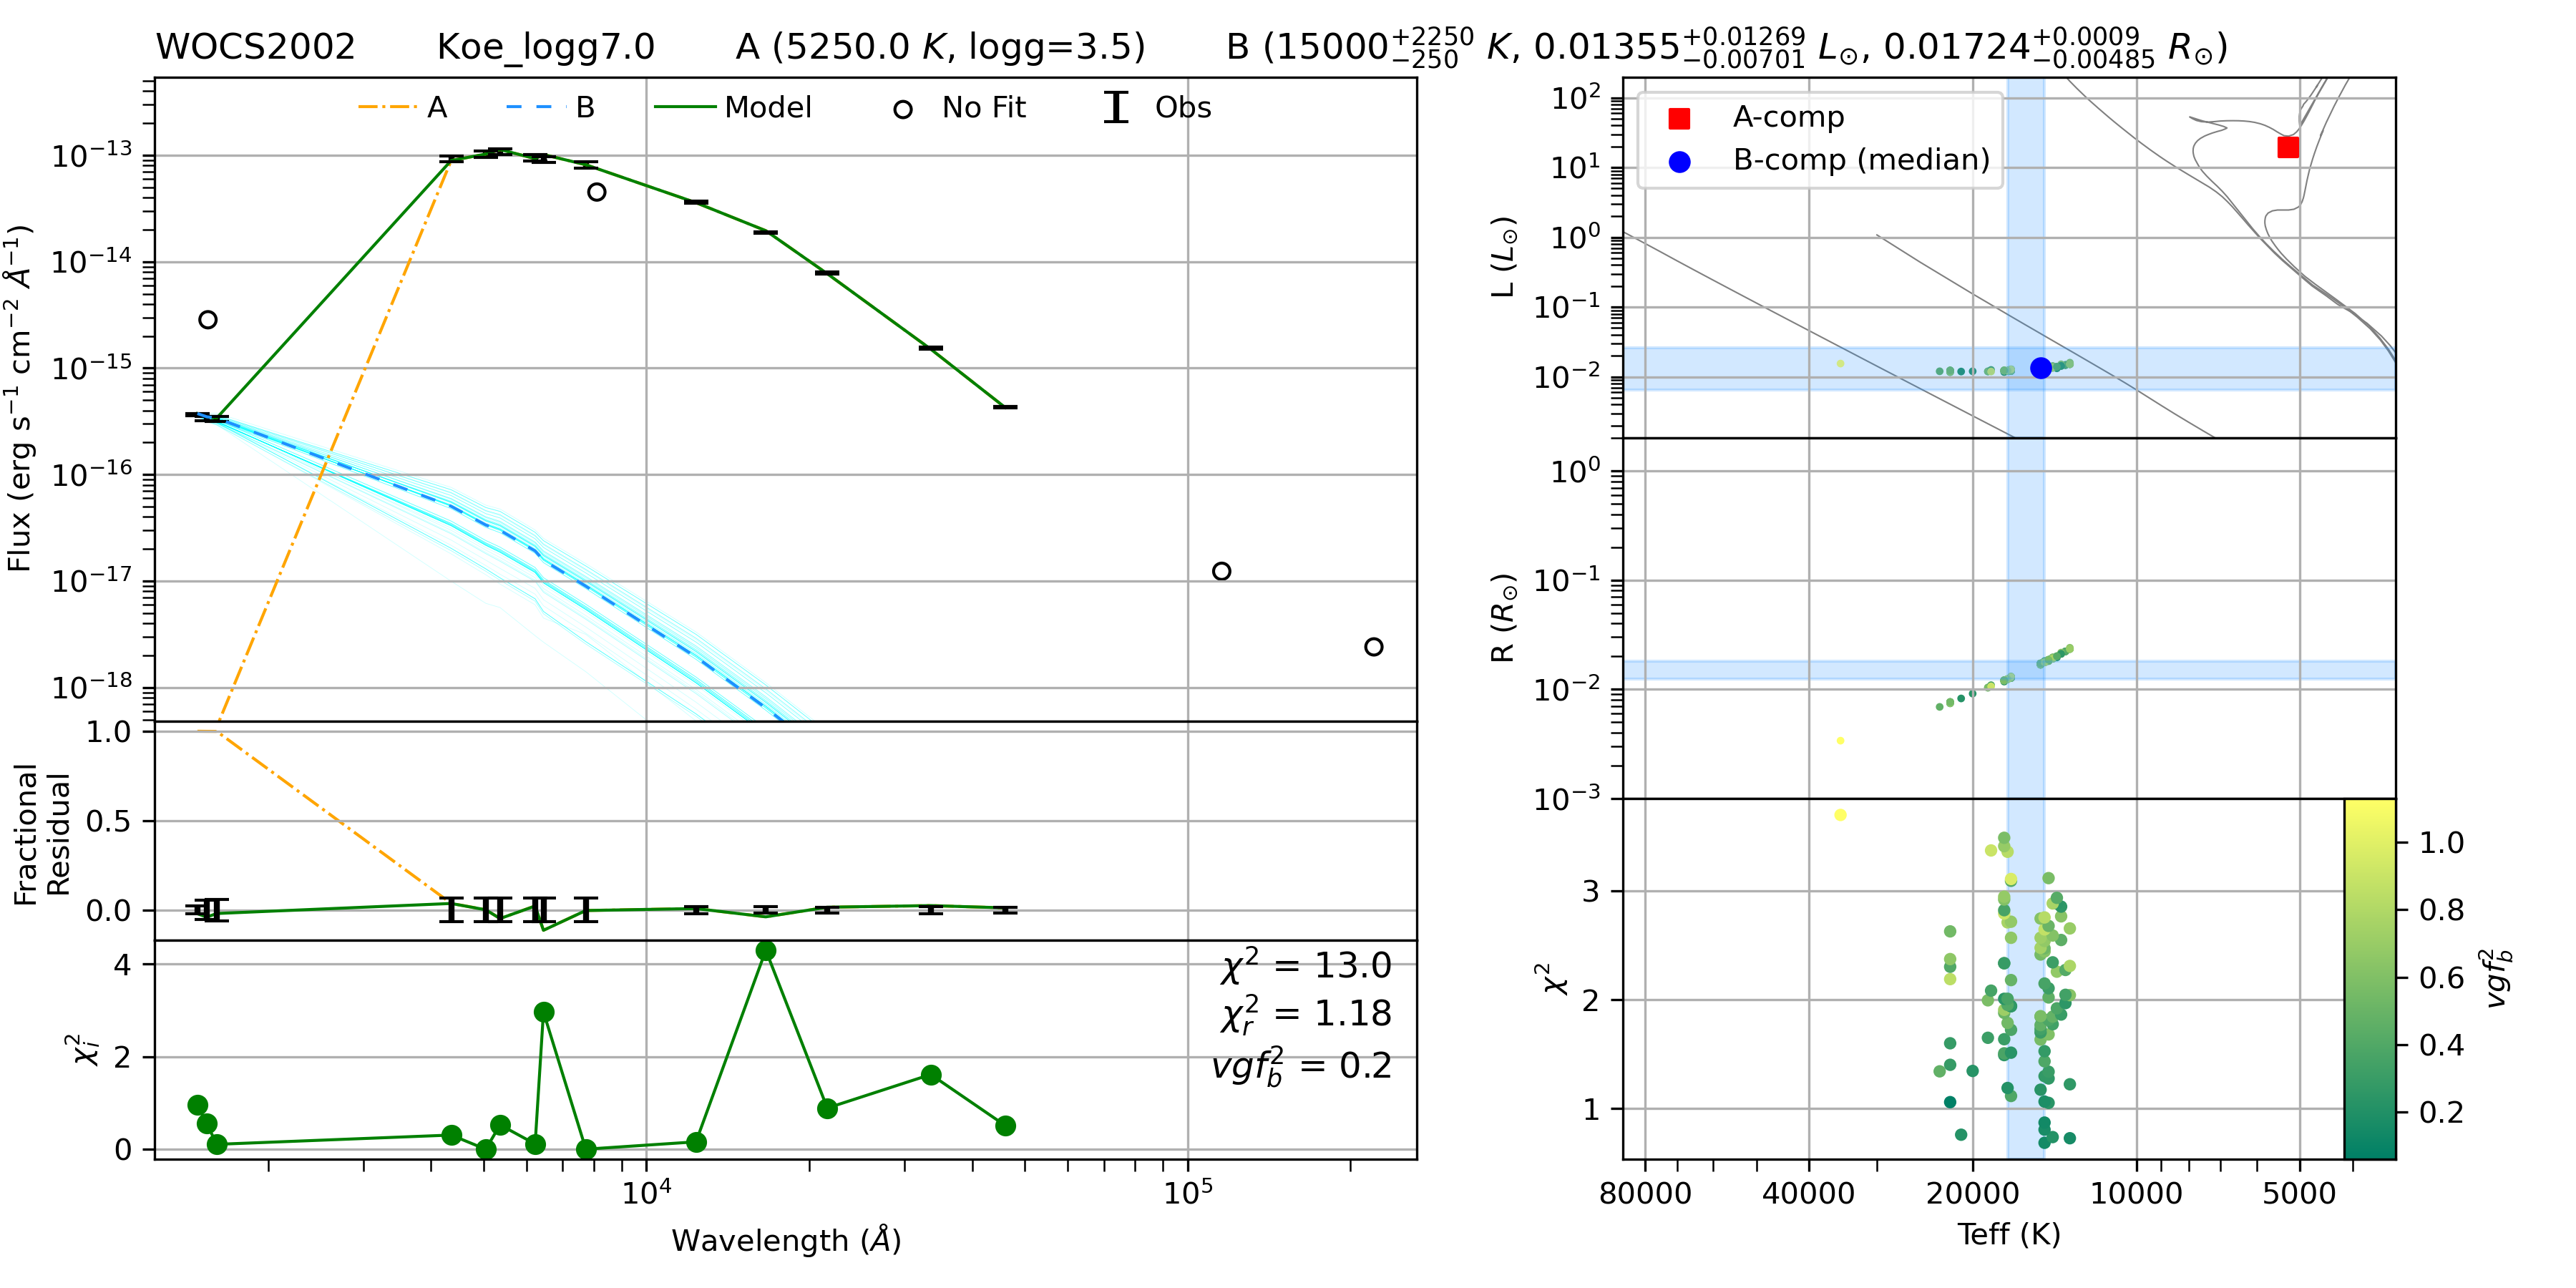 WOCS2002 Koe_logg7.0 A (5250.0 K, logg=3.5) B (15000⁺²²⁵⁰₋₂₅₀ K, 0.01355⁺⁰·⁰¹²⁶⁹₋₀.₀₀₇₀₁ L⊙, 0.01724⁺⁰·⁰⁰⁰⁹₋₀.₀₀₄₈₅ R⊙)
A B Model No Fit Obs
Flux (erg s⁻¹ cm⁻² Å⁻¹)
10⁻¹³
10⁻¹⁴
10⁻¹⁵
10⁻¹⁶
10⁻¹⁷
10⁻¹⁸
Fractional
Residual
1.0
0.5
0.0
χᵢ²
4
2
0
χ² = 13.0
χᵣ² = 1.18
vgf_b² = 0.2
10⁴ 10⁵
Wavelength (Å)
A-comp
B-comp (median)
L (L⊙)
10²
10¹
10⁰
10⁻¹
10⁻²
R (R⊙)
10⁰
10⁻¹
10⁻²
10⁻³
χ²
3
2
1
1.0
0.8
0.6
0.4
0.2
vgf_b²
80000 40000 20000 10000 5000
Teff (K)